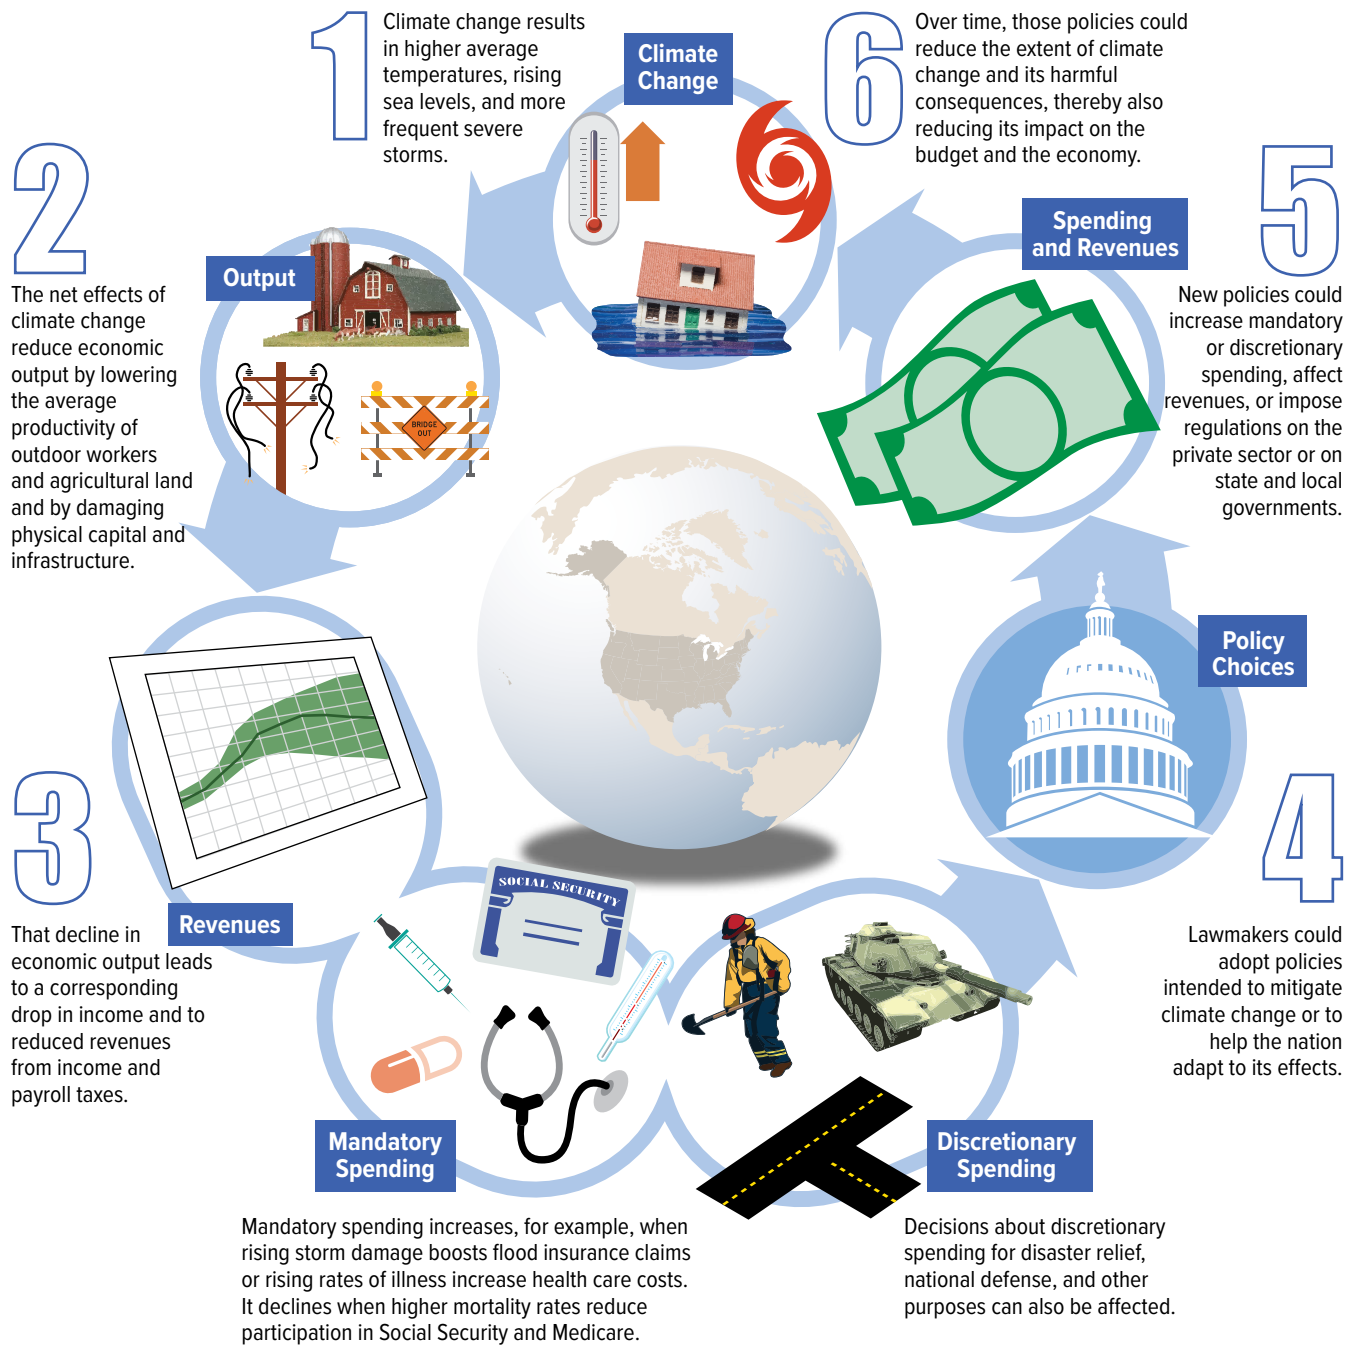 1
Climate change results
in higher average
temperatures, rising
sea levels, and more
frequent severe
storms.
Climate
Change
2
Output
The net effects of
climate change
reduce economic
output by lowering
the average
productivity of
outdoor workers
and agricultural land
and by damaging
physical capital and
infrastructure.
BRIDGE
OUT
3
Revenues
That decline in
economic output leads
to a corresponding
drop in income and to
reduced revenues
from income and
payroll taxes.
SOCIAL SECURITY
Mandatory
Spending
Mandatory spending increases, for example, when
rising storm damage boosts flood insurance claims
or rising rates of illness increase health care costs.
It declines when higher mortality rates reduce
participation in Social Security and Medicare.
Discretionary
Spending
Decisions about discretionary
spending for disaster relief,
national defense, and other
purposes can also be affected.
4
Policy
Choices
Lawmakers could
adopt policies
intended to mitigate
climate change or to
help the nation
adapt to its effects.
5
Spending
and Revenues
New policies could
increase mandatory
or discretionary
spending, affect
revenues, or impose
regulations on the
private sector or on
state and local
governments.
6
Over time, those policies could
reduce the extent of climate
change and its harmful
consequences, thereby also
reducing its impact on the
budget and the economy.